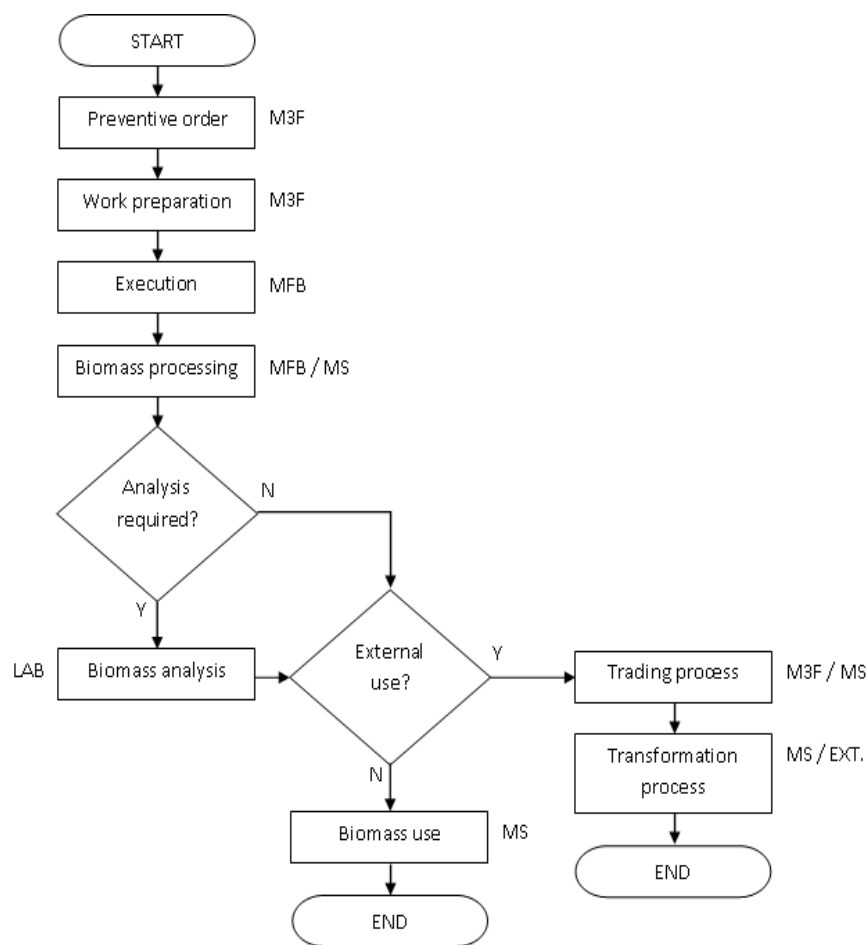 START
Preventive order M3F
Work preparation M3F
Execution MFB
Biomass processing MFB / MS
Analysis
required?
N
Y
LAB Biomass analysis
External
use?
Y
Trading process M3F / MS
Transformation
process
MS / EXT.
END
N
Biomass use MS
END